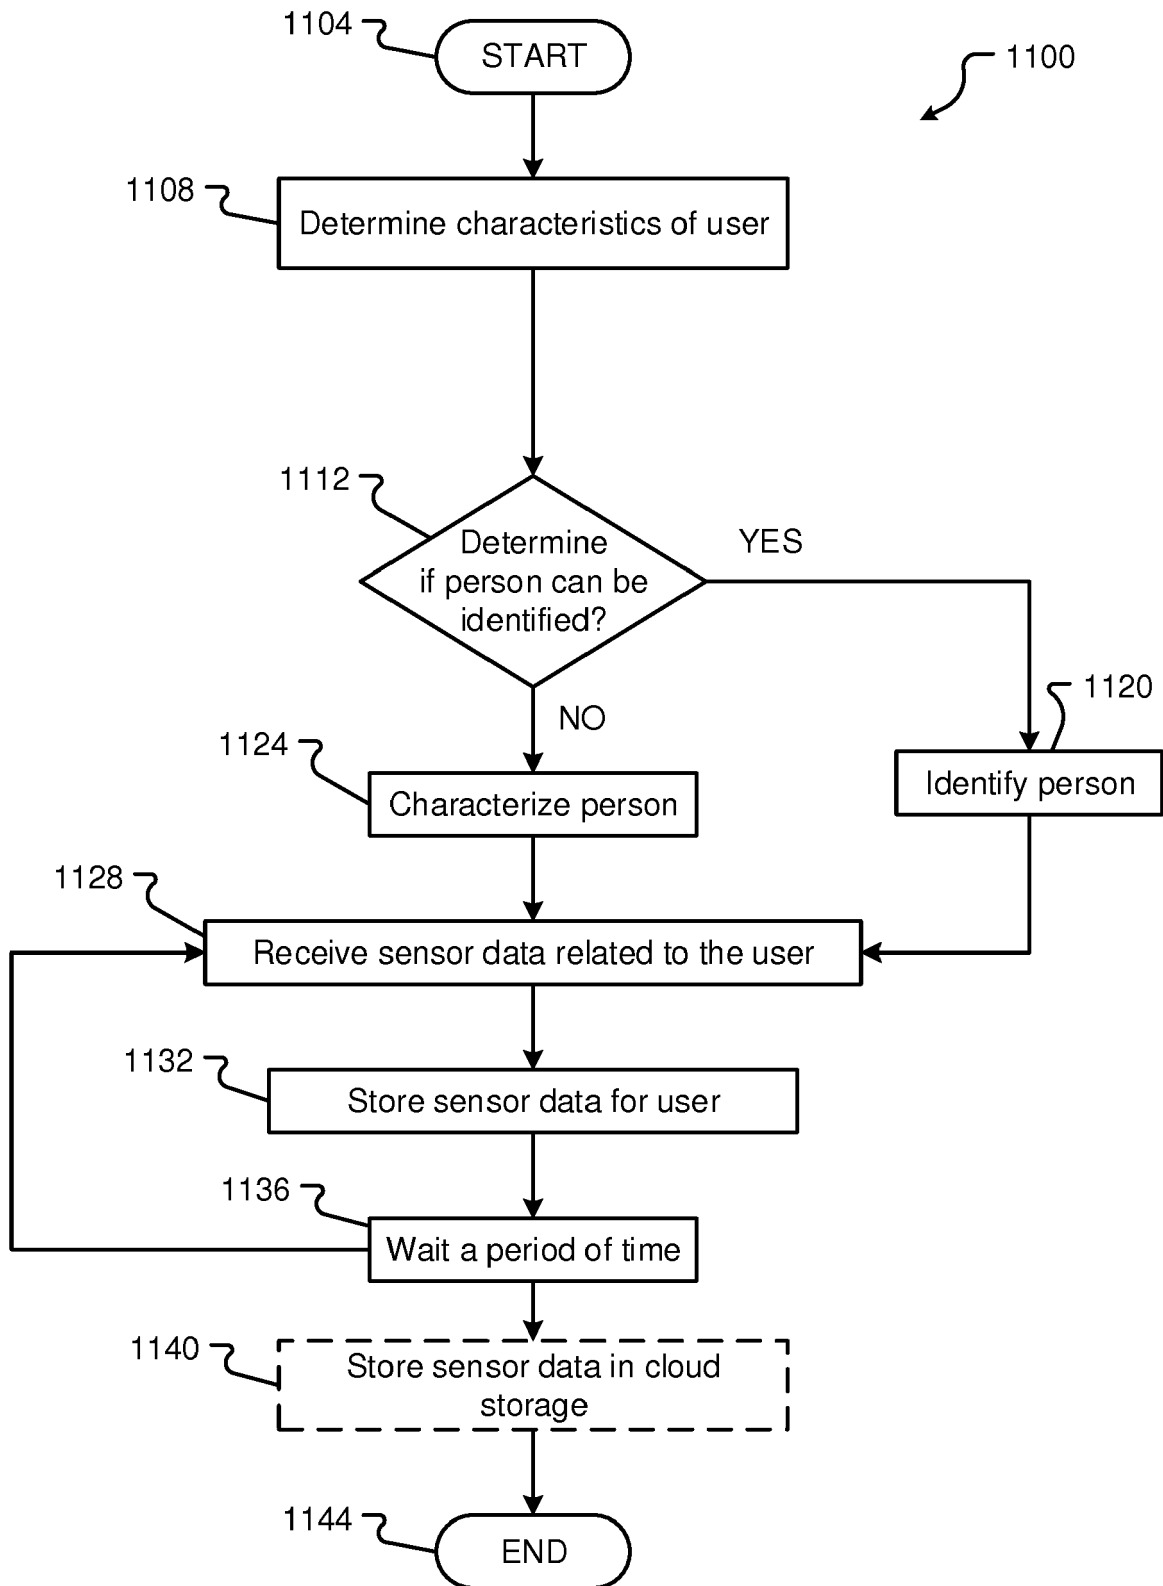 1104
START
1100
1108
Determine characteristics of user
1112
Determine
if person can be
identified?
YES
NO
1120
Identify person
1124
Characterize person
1128
Receive sensor data related to the user
1132
Store sensor data for user
1136
Wait a period of time
1140
Store sensor data in cloud
storage
1144
END